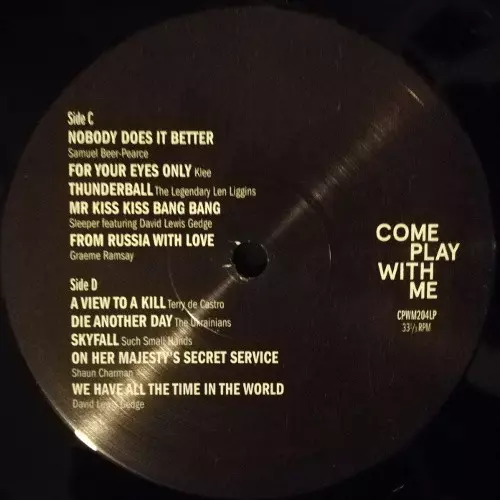 Side C
NOBODY DOES IT BETTER
Samuel Beer-Pearce
FOR YOUR EYES ONLY Klee
THUNDERBALL The Legendary Len Liggins
MR KISS KISS BANG BANG
Sleeper featuring David Lewis Gedge
FROM RUSSIA WITH LOVE
Graeme Ramsay
Side D
A VIEW TO A KILL Terry de Castro
DIE ANOTHER DAY The Ukrainians
SKYFALL Such Small Hands
ON HER MAJESTY'S SECRET SERVICE
Shaun Charman
WE HAVE ALL THE TIME IN THE WORLD
David Lewis Gedge
COME
PLAY
WITH
ME
CPWM204LP
33⅓ RPM